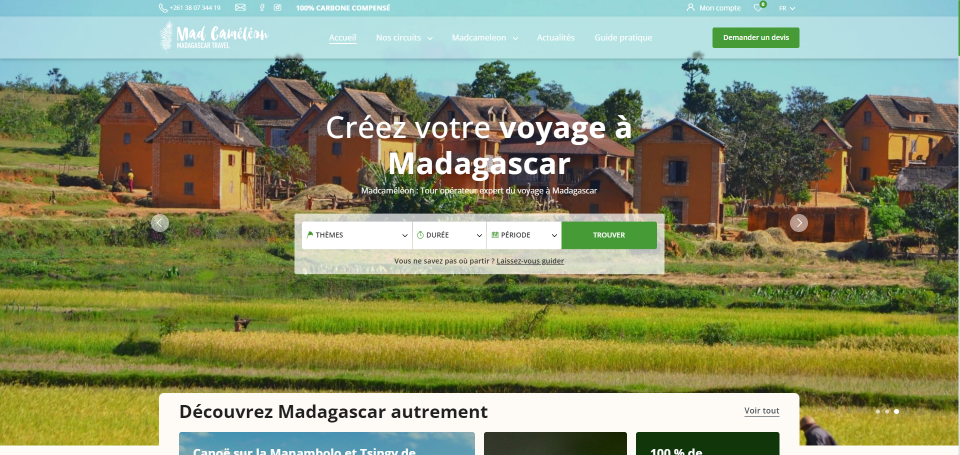 +261 38 07 344 19
100% CARBONE COMPENSÉ
Mon compte
0
FR
Mad Caméléon
MADAGASCAR TRAVEL
Accueil
Nos circuits
Madcameleon
Actualités
Guide pratique
Demander un devis
Créez votre voyage à
Madagascar
Madcaméléon : Tour opérateur expert du voyage à Madagascar
THÈMES
DURÉE
PÉRIODE
TROUVER
Vous ne savez pas où partir ? Laissez-vous guider
Découvrez Madagascar autrement
Voir tout
Canoë sur la Manambolo et Tsingy de
100 % de